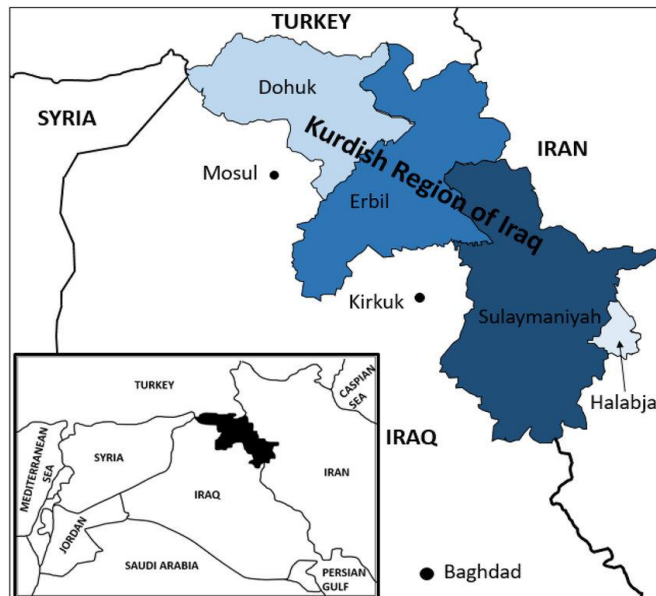 TURKEY
Dohuk
SYRIA
Kurdish Region of Iraq
IRAN
Mosul
Erbil
Kirkuk
Sulaymaniyah
Halabja
IRAQ
Baghdad
TURKEY
CASPIAN
SEA
MEDITERRANEAN
SEA
SYRIA
IRAN
IRAQ
JORDAN
SAUDI ARABIA
PERSIAN
GULF